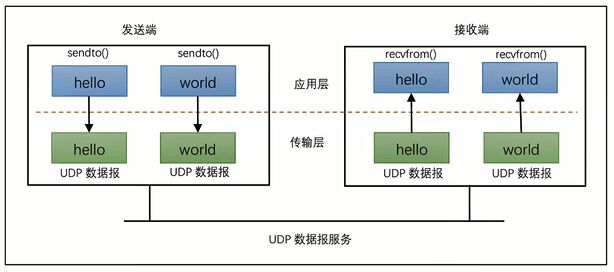 发送端 接收端
sendto() sendto() recvfrom() recvfrom()
hello world hello world
应用层
传输层
hello world hello world
UDP 数据报 UDP 数据报 UDP 数据报 UDP 数据报
UDP 数据报服务